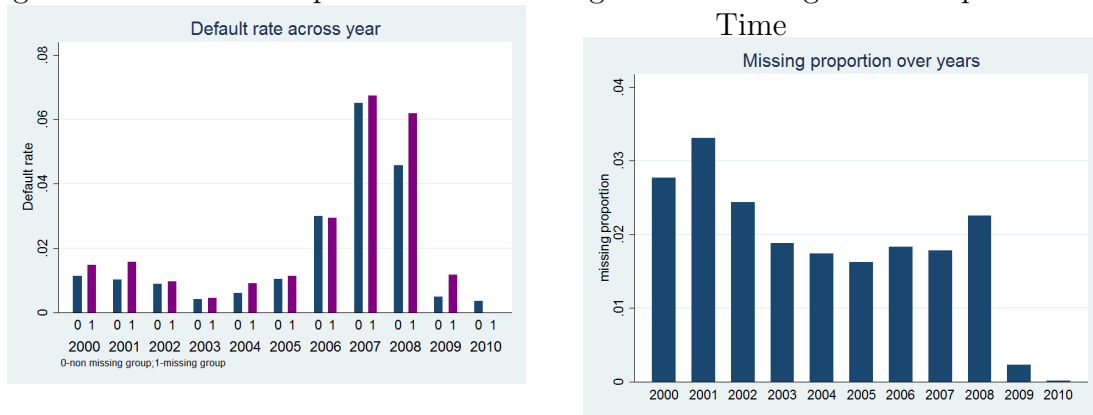 Time
Default rate across year
Default rate
.08
.06
.04
.02
0
0 1 0 1 0 1 0 1 0 1 0 1 0 1 0 1 0 1 0 1 0 1
2000 2001 2002 2003 2004 2005 2006 2007 2008 2009 2010
0-non missing group;1-missing group
Missing proportion over years
missing proportion
.04
.03
.02
.01
0
2000 2001 2002 2003 2004 2005 2006 2007 2008 2009 2010